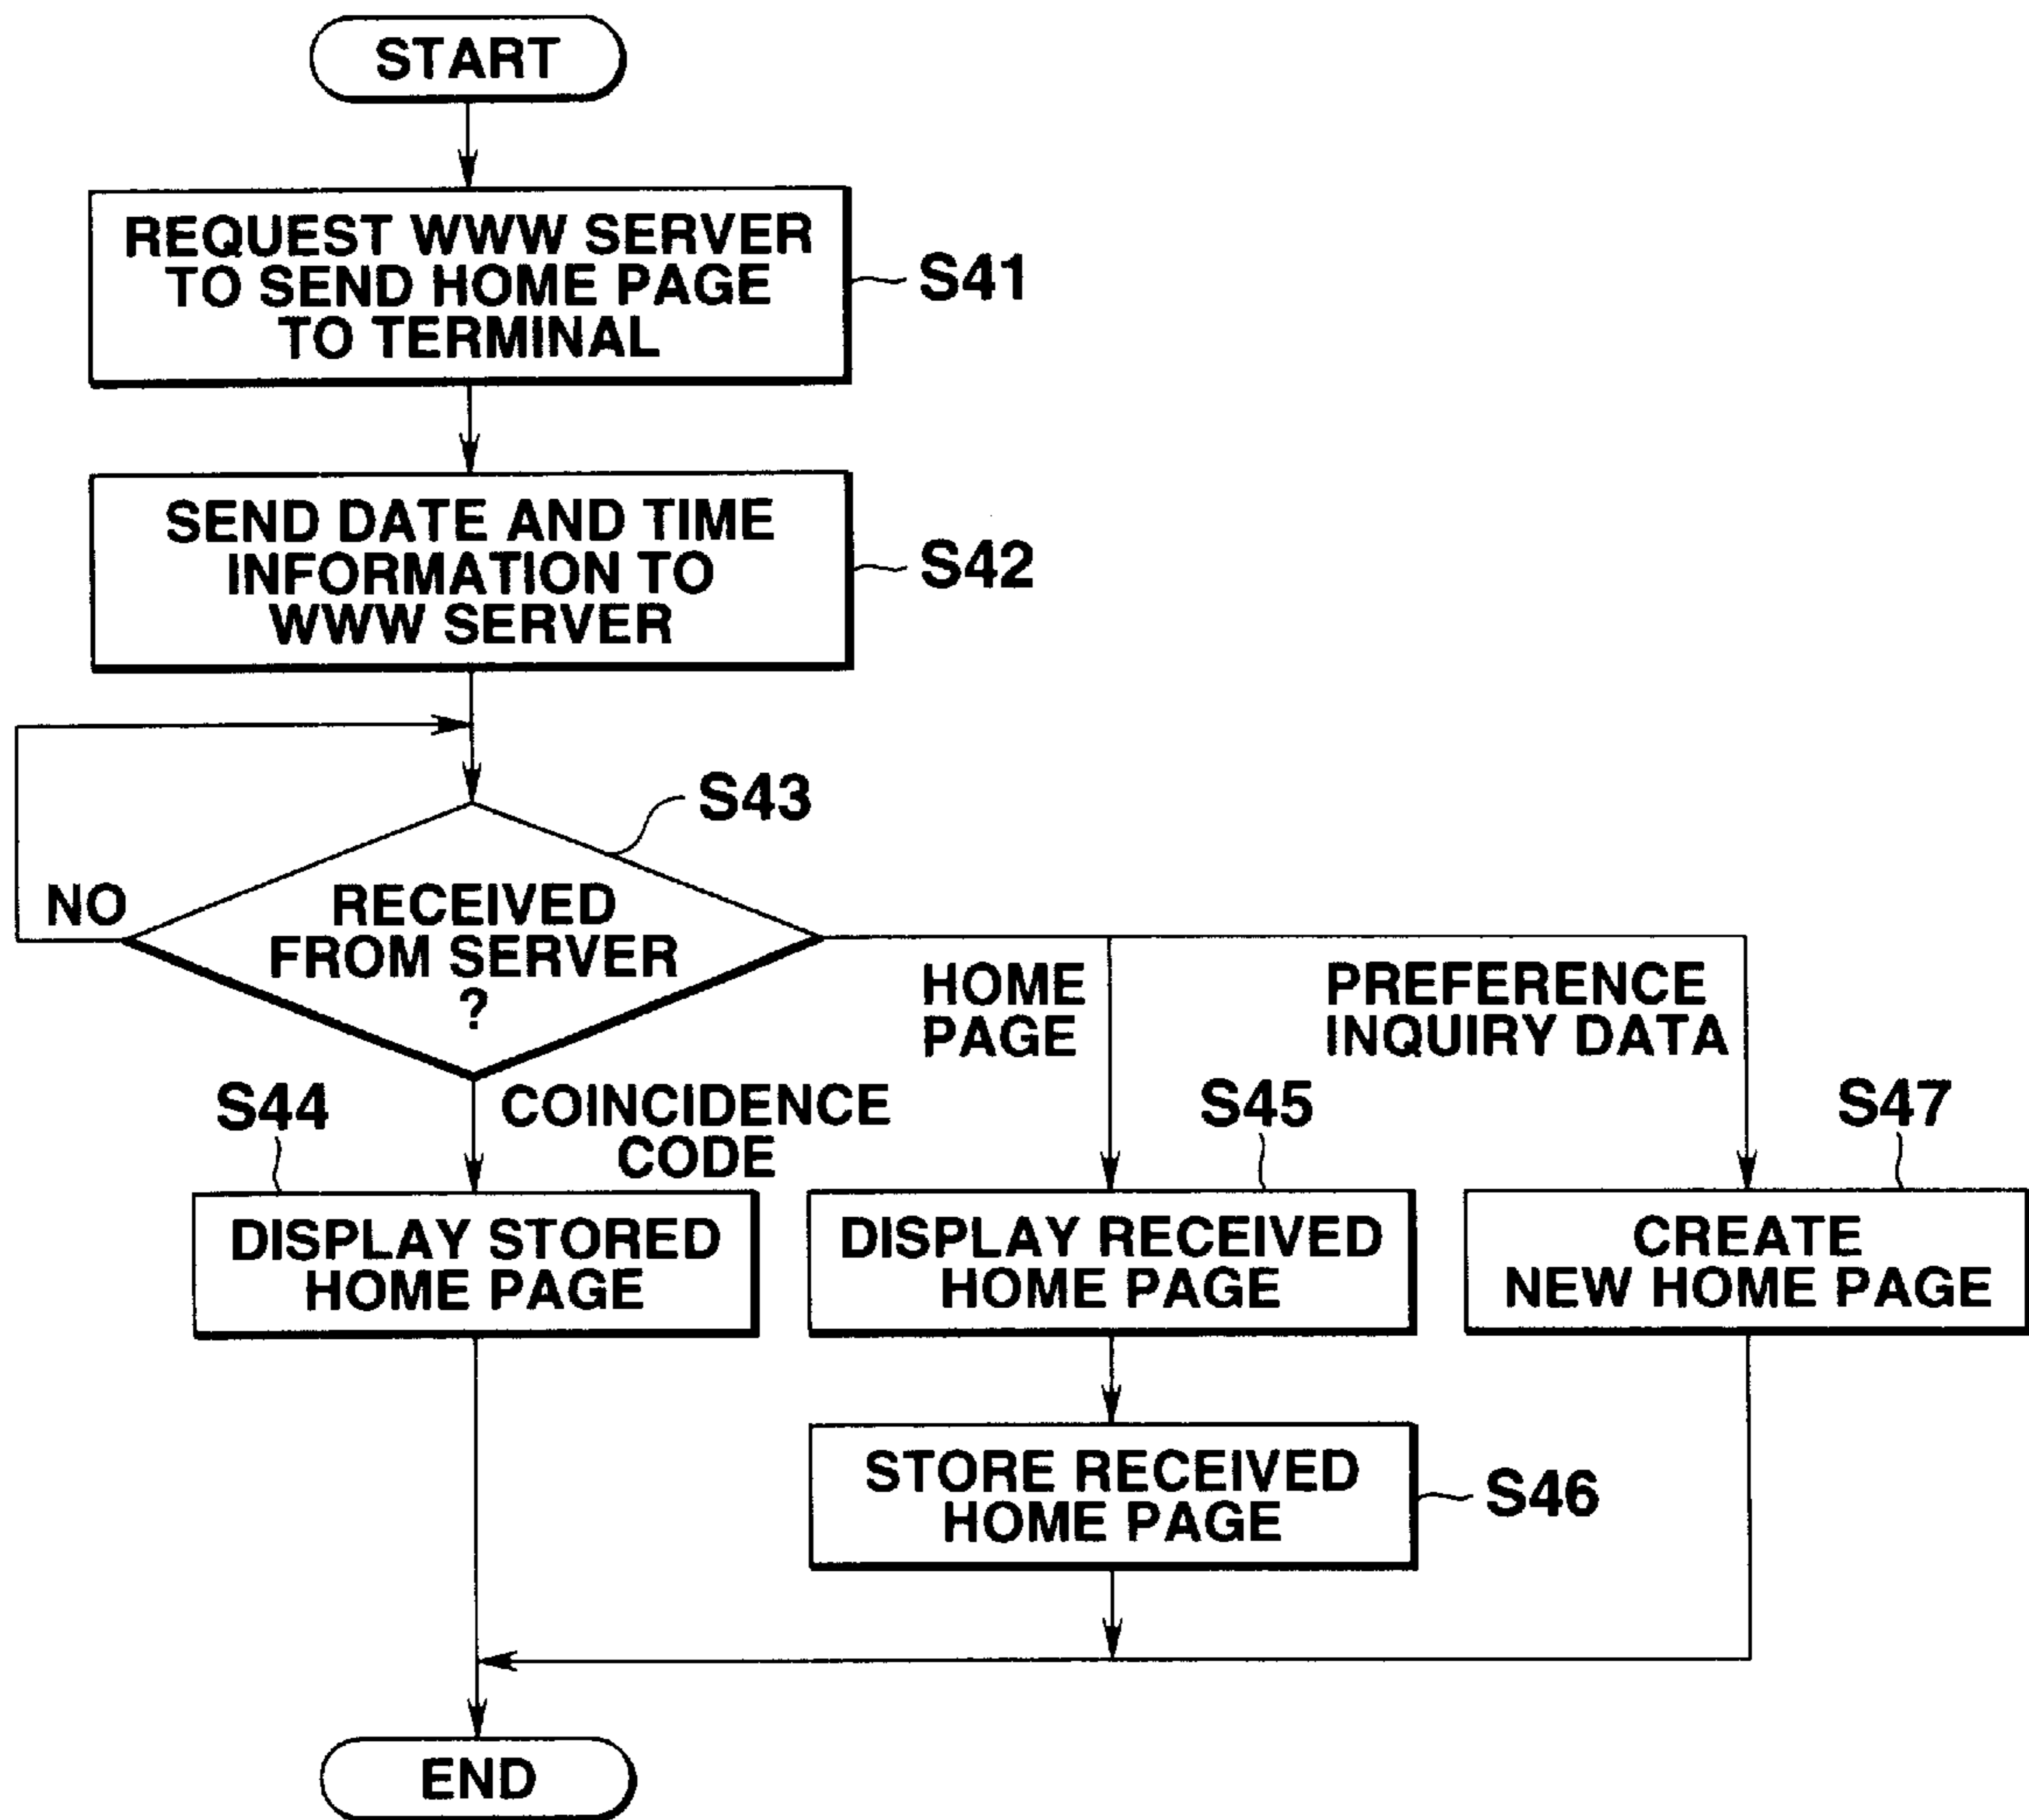 START
REQUEST WWW SERVER
TO SEND HOME PAGE
TO TERMINAL
S41
SEND DATE AND TIME
INFORMATION TO
WWW SERVER
S42
S43
NO
RECEIVED
FROM SERVER
?
HOME
PAGE
PREFERENCE
INQUIRY DATA
S44
COINCIDENCE
CODE
S45
S47
DISPLAY STORED
HOME PAGE
DISPLAY RECEIVED
HOME PAGE
CREATE
NEW HOME PAGE
STORE RECEIVED
HOME PAGE
S46
END